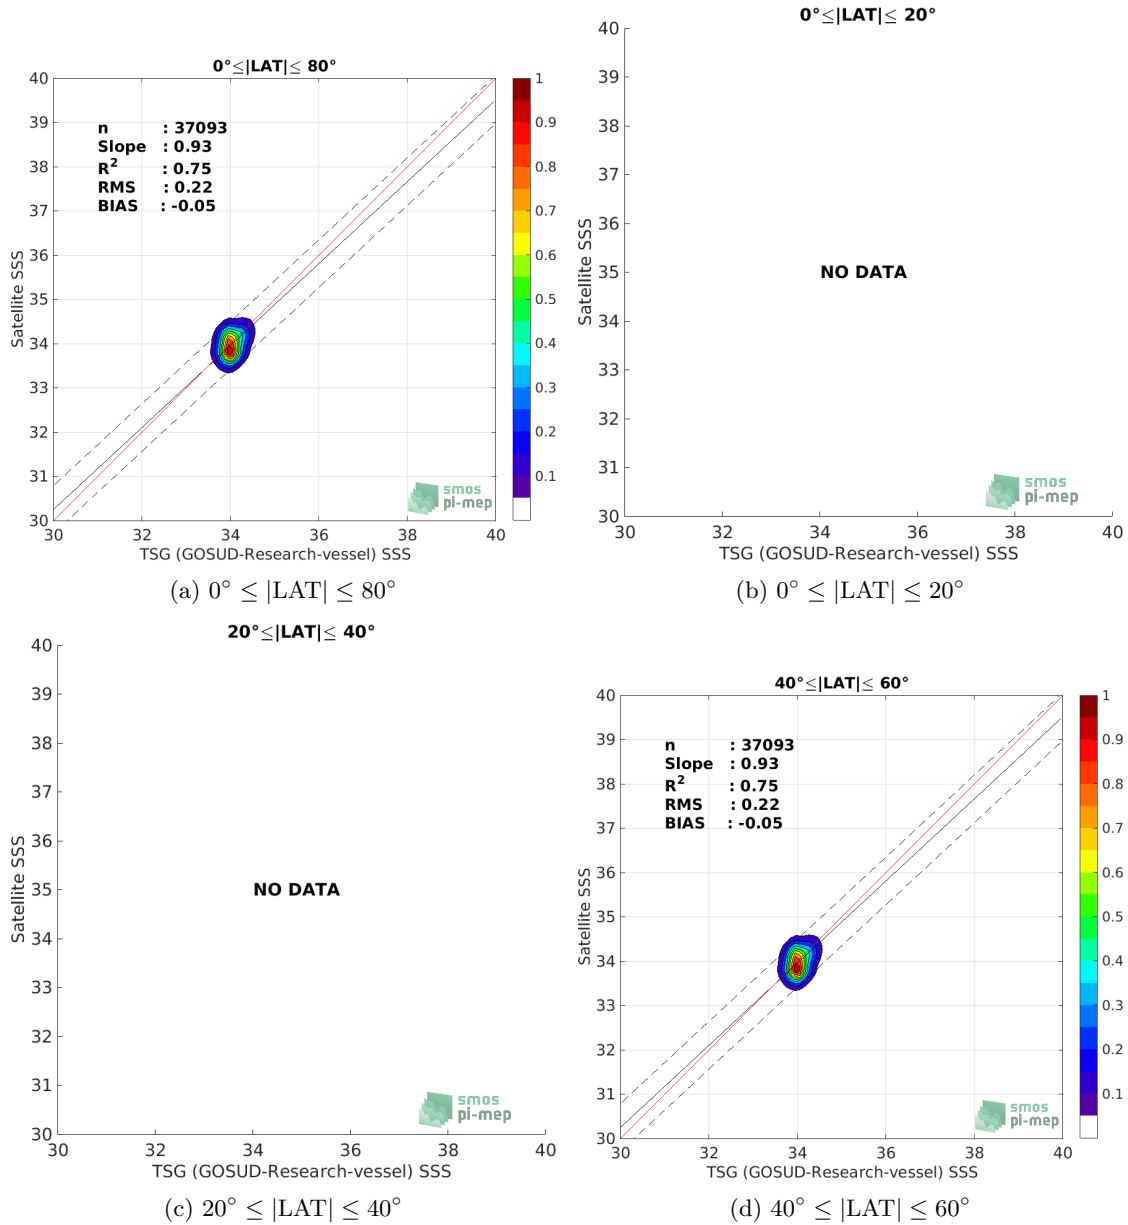 0°≤|LAT|≤ 80°
40
39
38
37
36
35
34
33
32
31
30
Satellite SSS
n : 37093
Slope : 0.93
R² : 0.75
RMS : 0.22
BIAS : -0.05
smos
pi-mep
30 32 34 36 38 40
TSG (GOSUD-Research-vessel) SSS
1
0.9
0.8
0.7
0.6
0.5
0.4
0.3
0.2
0.1
(a) 0° ≤ |LAT| ≤ 80°
0°≤|LAT|≤ 20°
40
39
38
37
36
35
34
33
32
31
30
Satellite SSS
NO DATA
smos
pi-mep
30 32 34 36 38 40
TSG (GOSUD-Research-vessel) SSS
(b) 0° ≤ |LAT| ≤ 20°
20°≤|LAT|≤ 40°
40
39
38
37
36
35
34
33
32
31
30
Satellite SSS
NO DATA
smos
pi-mep
30 32 34 36 38 40
TSG (GOSUD-Research-vessel) SSS
(c) 20° ≤ |LAT| ≤ 40°
40°≤|LAT|≤ 60°
40
39
38
37
36
35
34
33
32
31
30
Satellite SSS
n : 37093
Slope : 0.93
R² : 0.75
RMS : 0.22
BIAS : -0.05
smos
pi-mep
30 32 34 36 38 40
TSG (GOSUD-Research-vessel) SSS
1
0.9
0.8
0.7
0.6
0.5
0.4
0.3
0.2
0.1
(d) 40° ≤ |LAT| ≤ 60°